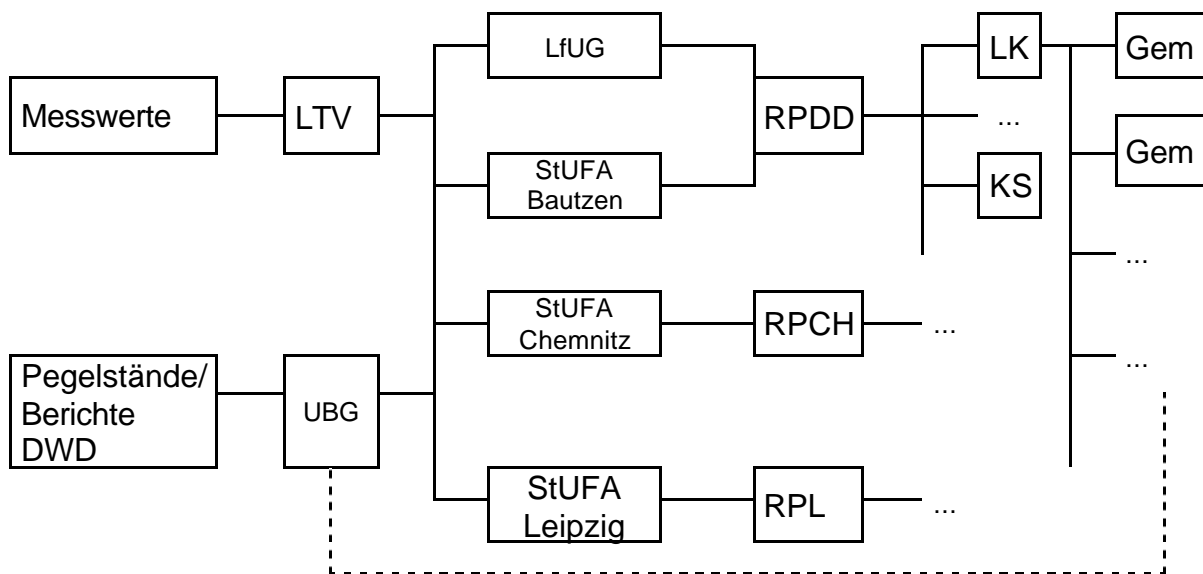 LfUG
LK
Gem
Messwerte
LTV
RPDD
...
Gem
StUFA
Bautzen
KS
...
StUFA
Chemnitz
RPCH
...
...
Pegelstände/
Berichte
DWD
UBG
StUFA
Leipzig
RPL
...